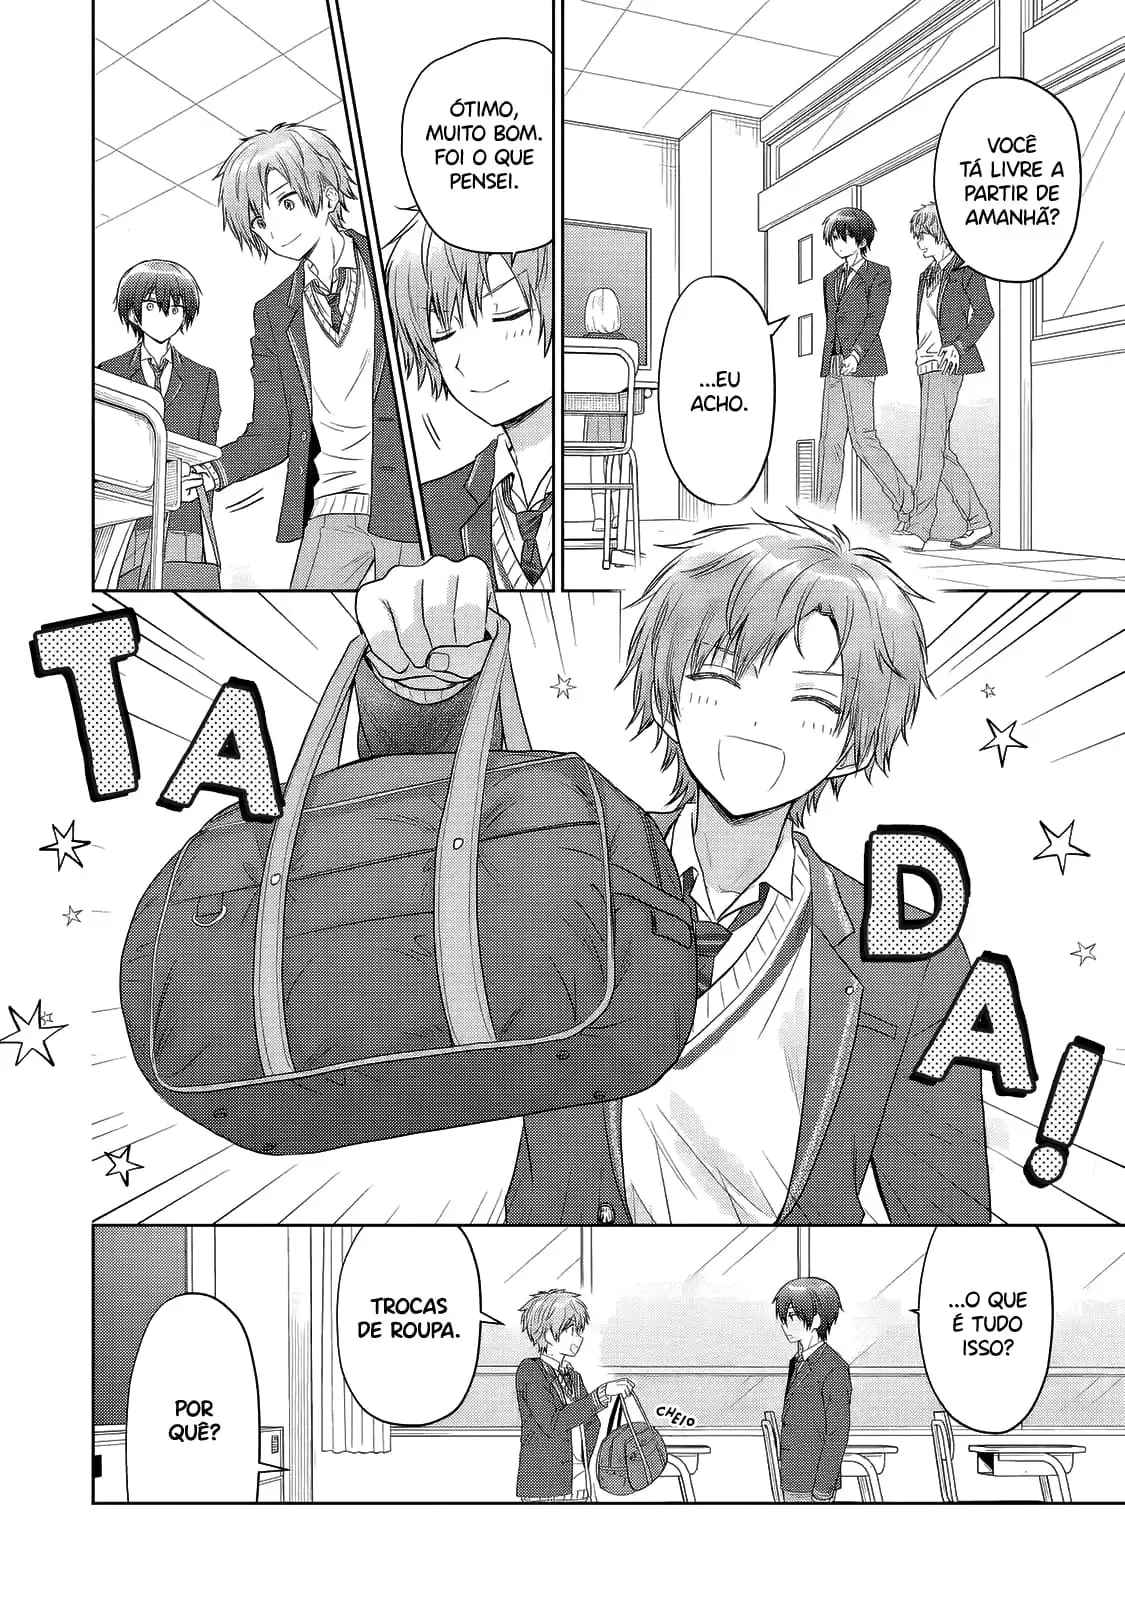 VOCÊ
TÁ LIVRE A
PARTIR DE
AMANHÃ?
...EU
ACHO.
ÓTIMO,
MUITO BOM.
FOI O QUE
PENSEI.
TA
DA!
...O QUE
É TUDO
ISSO?
CHEIO
TROCAS
DE ROUPA.
POR
QUÊ?